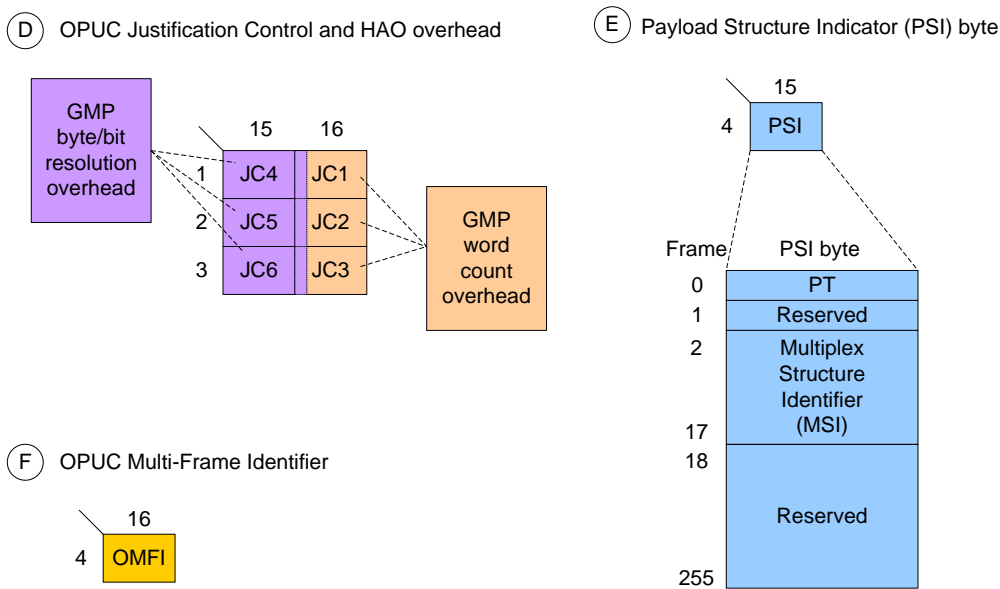 D OPUC Justification Control and HAO overhead
GMP
byte/bit
resolution
overhead
15 16
1 JC4 JC1
2 JC5 JC2
3 JC6 JC3
GMP
word
count
overhead
E Payload Structure Indicator (PSI) byte
15
4 PSI
Frame PSI byte
0 PT
1 Reserved
2 Multiplex
Structure
Identifier
17 (MSI)
18
Reserved
255
F OPUC Multi-Frame Identifier
16
4 OMFI